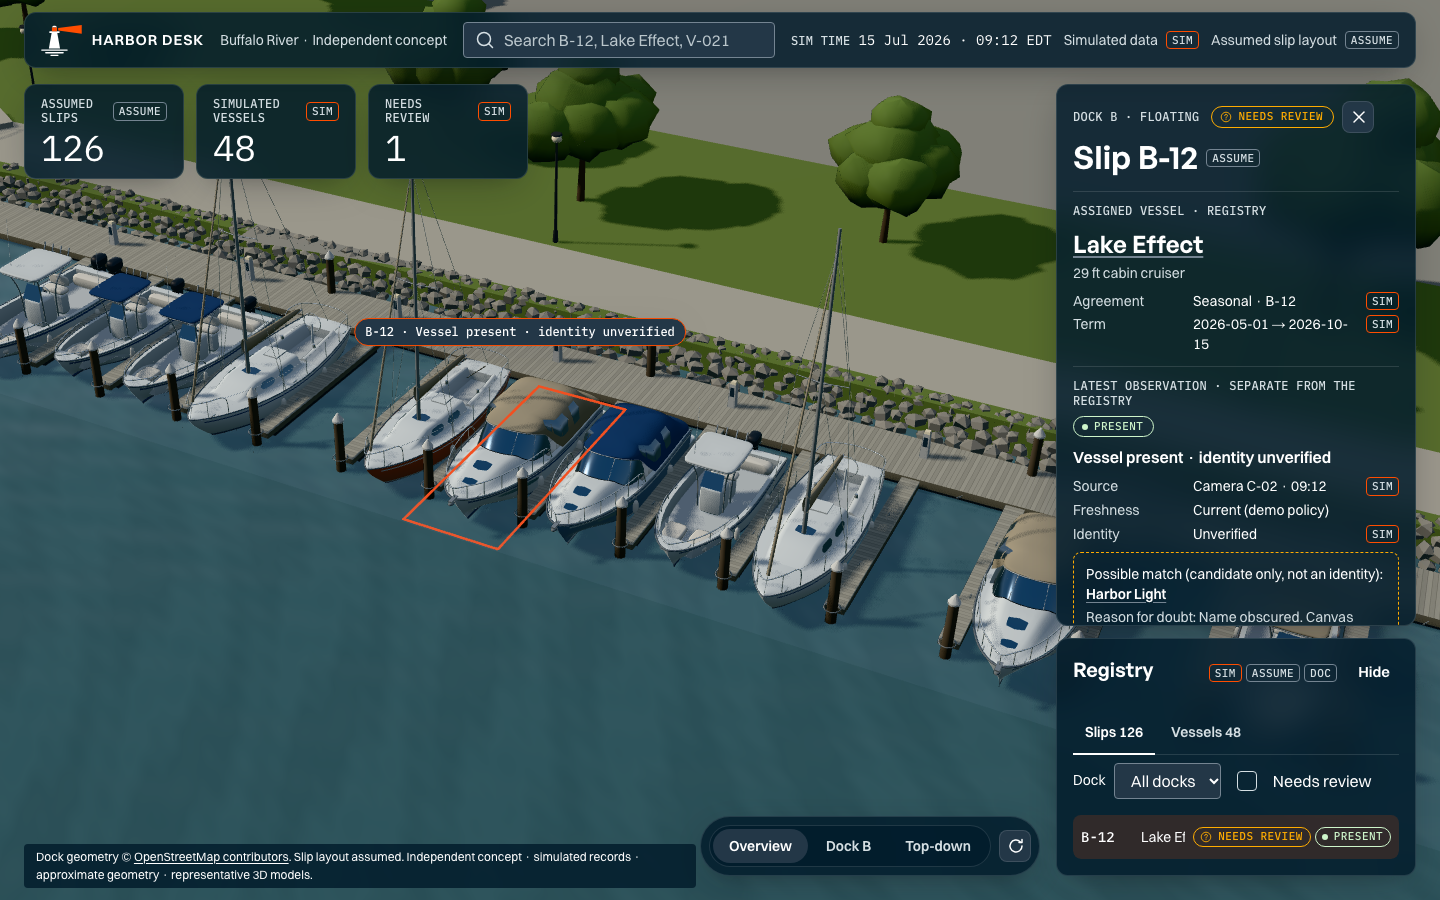 HARBOR DESK
Buffalo River · Independent concept
Search B-12, Lake Effect, V-021
SIM TIME 15 Jul 2026 · 09:12 EDT
Simulated data SIM
Assumed slip layout ASSUME
ASSUMED SLIPS ASSUME
126
SIMULATED VESSELS SIM
48
NEEDS REVIEW SIM
1
B-12 · Vessel present · identity unverified
DOCK B · FLOATING
NEEDS REVIEW
Slip B-12 ASSUME
ASSIGNED VESSEL · REGISTRY
Lake Effect
29 ft cabin cruiser
Agreement Seasonal · B-12 SIM
Term 2026-05-01 → 2026-10-15 SIM
LATEST OBSERVATION · SEPARATE FROM THE
REGISTRY
PRESENT
Vessel present · identity unverified
Source Camera C-02 · 09:12 SIM
Freshness Current (demo policy)
Identity Unverified SIM
Possible match (candidate only, not an identity):
Harbor Light
Reason for doubt: Name obscured. Canvas
Registry SIM ASSUME DOC Hide
Slips 126 Vessels 48
Dock All docks Needs review
B-12 Lake Ef NEEDS REVIEW PRESENT
Overview Dock B Top-down
Dock geometry © OpenStreetMap contributors. Slip layout assumed. Independent concept · simulated records ·
approximate geometry · representative 3D models.